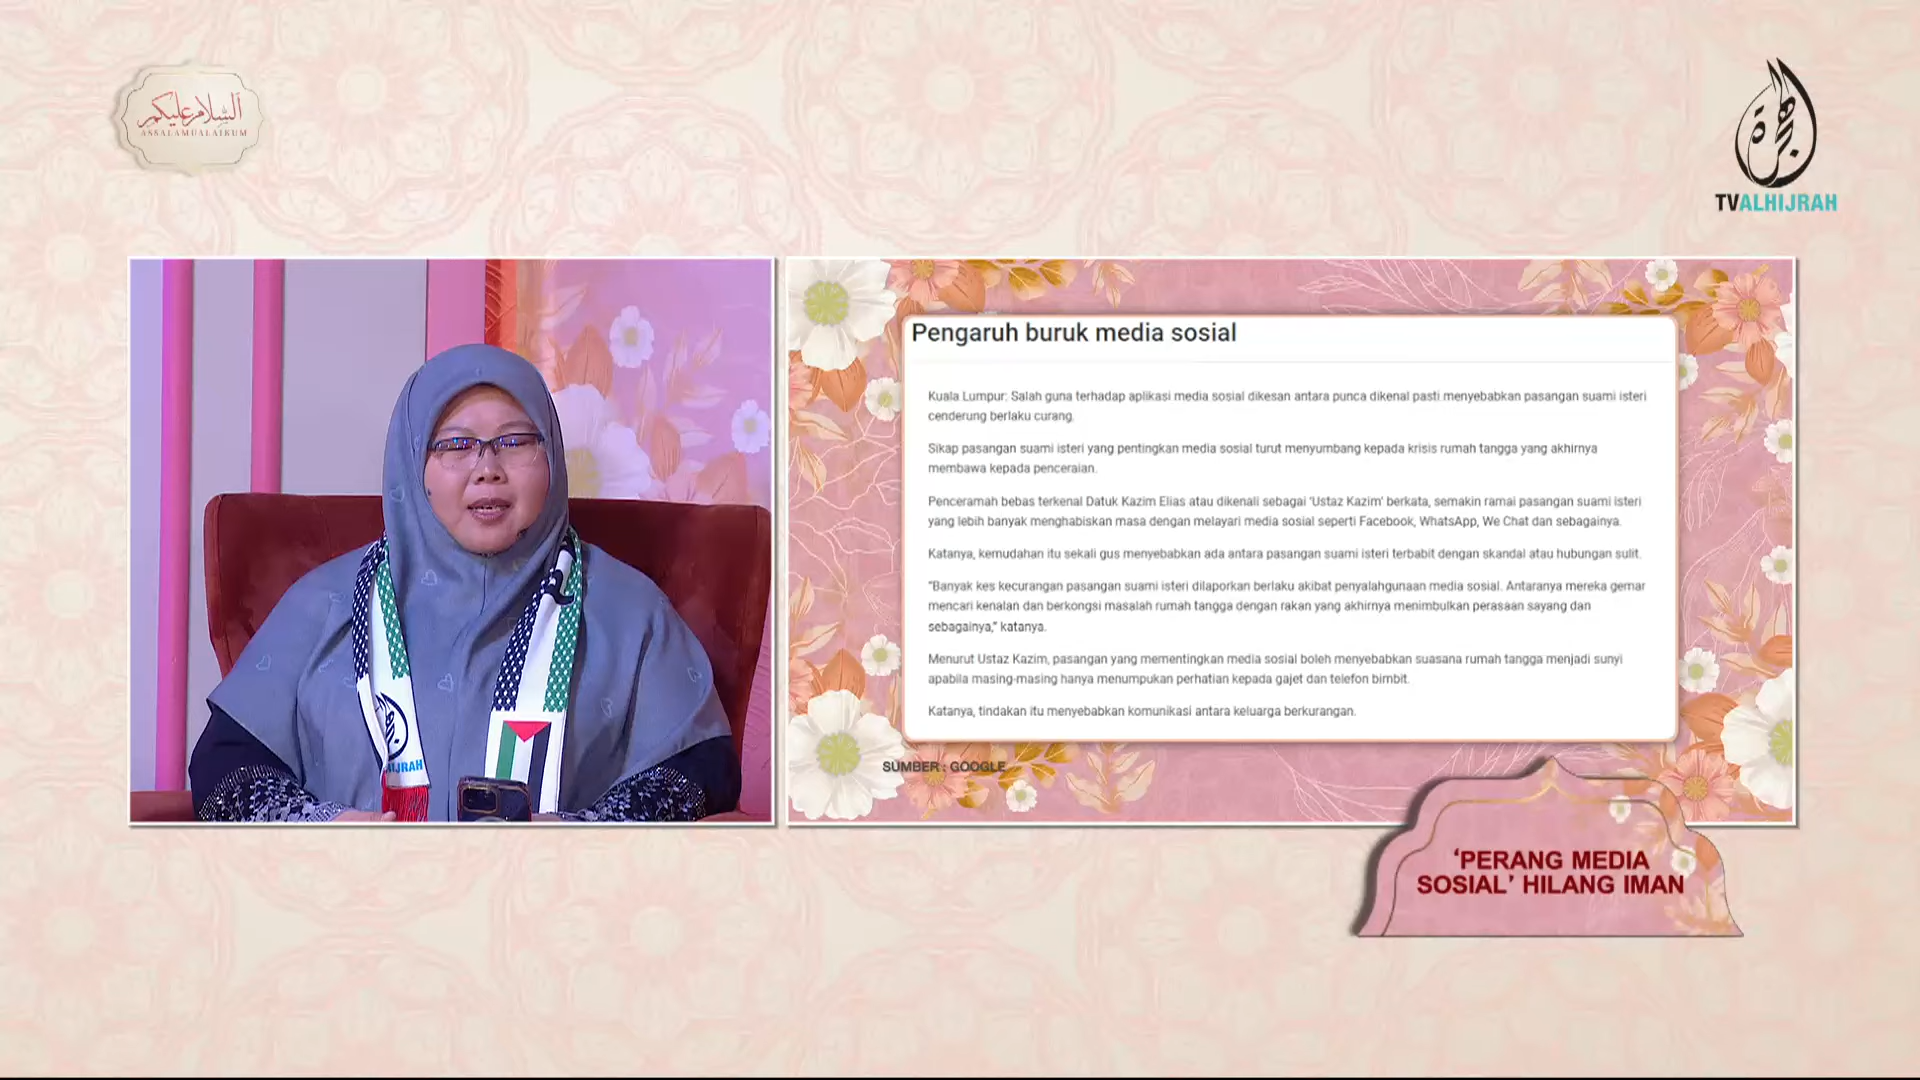 السلام عليكم
ASSALAMUALAIKUM
الهجرة
TVALHIJRAH
Pengaruh buruk media sosial
Kuala Lumpur: Salah guna terhadap aplikasi media sosial dikesan antara punca dikenal pasti menyebabkan pasangan suami isteri
cenderung berlaku curang.
Sikap pasangan suami isteri yang pentingkan media sosial turut menyumbang kepada krisis rumah tangga yang akhirnya
membawa kepada penceraian.
Penceramah bebas terkenal Datuk Kazim Elias atau dikenali sebagai ‘Ustaz Kazim’ berkata, semakin ramai pasangan suami isteri
yang lebih banyak menghabiskan masa dengan melayari media sosial seperti Facebook, WhatsApp, We Chat dan sebagainya.
Katanya, kemudahan itu sekali gus menyebabkan ada antara pasangan suami isteri terbabit dengan skandal atau hubungan sulit.
“Banyak kes kecurangan pasangan suami isteri dilaporkan berlaku akibat penyalahgunaan media sosial. Antaranya mereka gemar
mencari kenalan dan berkongsi masalah rumah tangga dengan rakan yang akhirnya menimbulkan perasaan sayang dan
sebagainya,” katanya.
Menurut Ustaz Kazim, pasangan yang mementingkan media sosial boleh menyebabkan suasana rumah tangga menjadi sunyi
apabila masing-masing hanya menumpukan perhatian kepada gajet dan telefon bimbit.
Katanya, tindakan itu menyebabkan komunikasi antara keluarga berkurangan.
SUMBER : GOOGLE
IJRAH
‘PERANG MEDIA
SOSIAL’ HILANG IMAN